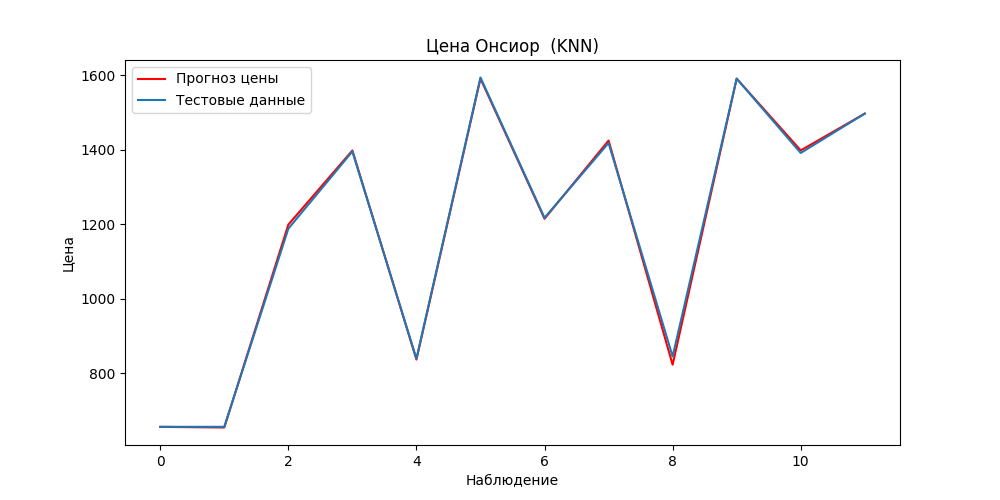 Цена Онсиор  (KNN)
Прогноз цены
Тестовые данные
1600
1400
1200
1000
800
Цена
0 2 4 6 8 10
Наблюдение